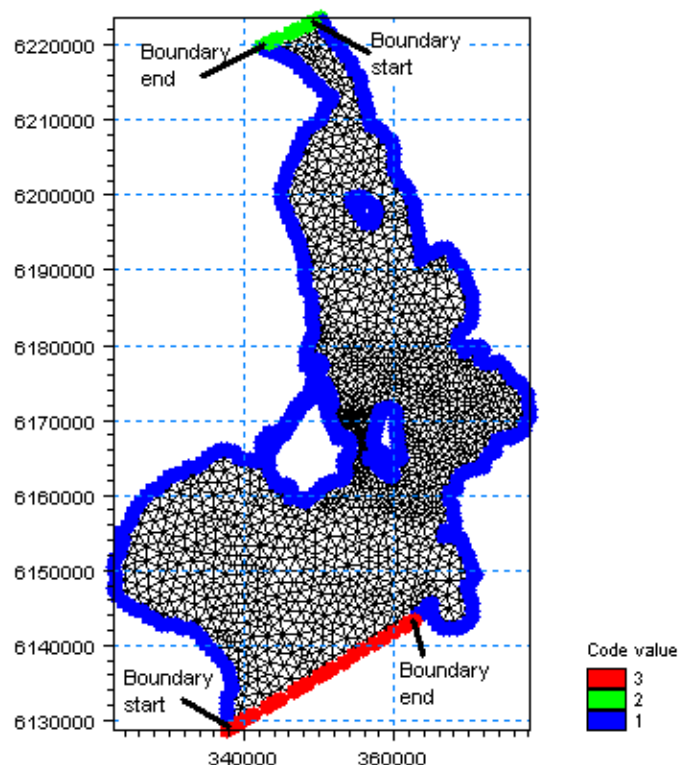 6220000
Boundary
end
Boundary
start
6210000
6200000
6190000
6180000
6170000
6160000
6150000
6140000
Boundary
start
Boundary
end
6130000
340000
360000
Code value
3
2
1